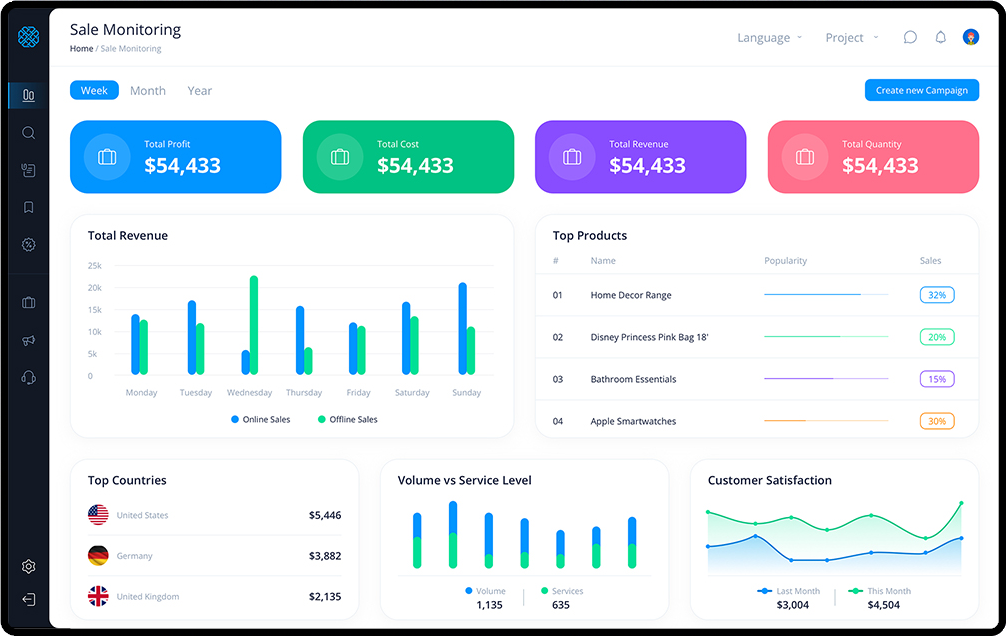 Sale Monitoring
Home / Sale Monitoring
Language
Project
Week
Month
Year
Create new Campaign
Total Profit
$54,433
Total Cost
$54,433
Total Revenue
$54,433
Total Quantity
$54,433
Total Revenue
25k
20k
15k
10k
5k
0
Monday
Tuesday
Wednesday
Thursday
Friday
Saturday
Sunday
Online Sales
Offline Sales
Top Products
# Name Popularity Sales
01 Home Decor Range 32%
02 Disney Princess Pink Bag 18' 20%
03 Bathroom Essentials 15%
04 Apple Smartwatches 30%
Top Countries
United States $5,446
Germany $3,882
United Kingdom $2,135
Volume vs Service Level
Volume
1,135
Services
635
Customer Satisfaction
Last Month
$3,004
This Month
$4,504